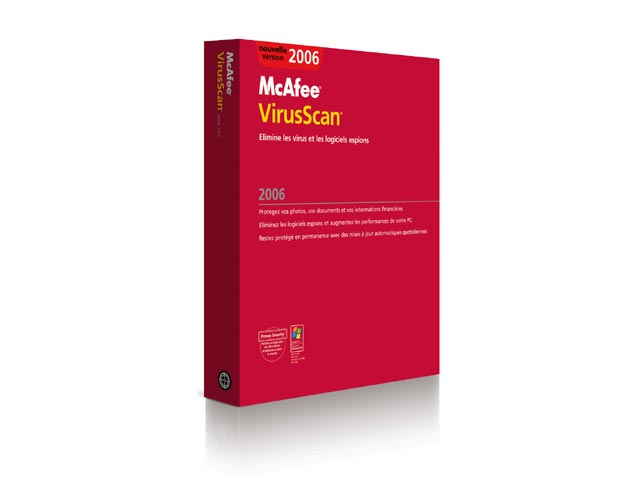 nouvelle version 2006
McAfee®
VirusScan®
Elimine les virus et les logiciels espions
2006
Protégez vos photos, vos documents et vos informations financières
Eliminez les logiciels espions et augmentez les performances de votre PC
Restez protégé en permanence avec des mises à jour automatiques quotidiennes
Proven Security
McAfee®
VirusScan®